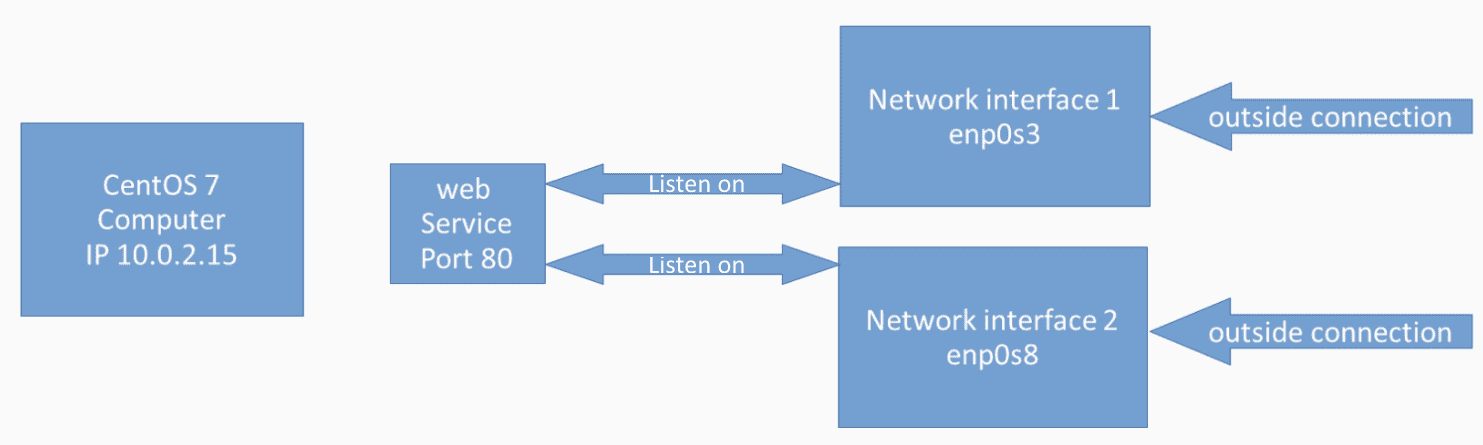 CentOS 7
Computer
IP 10.0.2.15
web
Service
Port 80
Listen on
Listen on
Network interface 1
enp0s3
outside connection
Network interface 2
enp0s8
outside connection